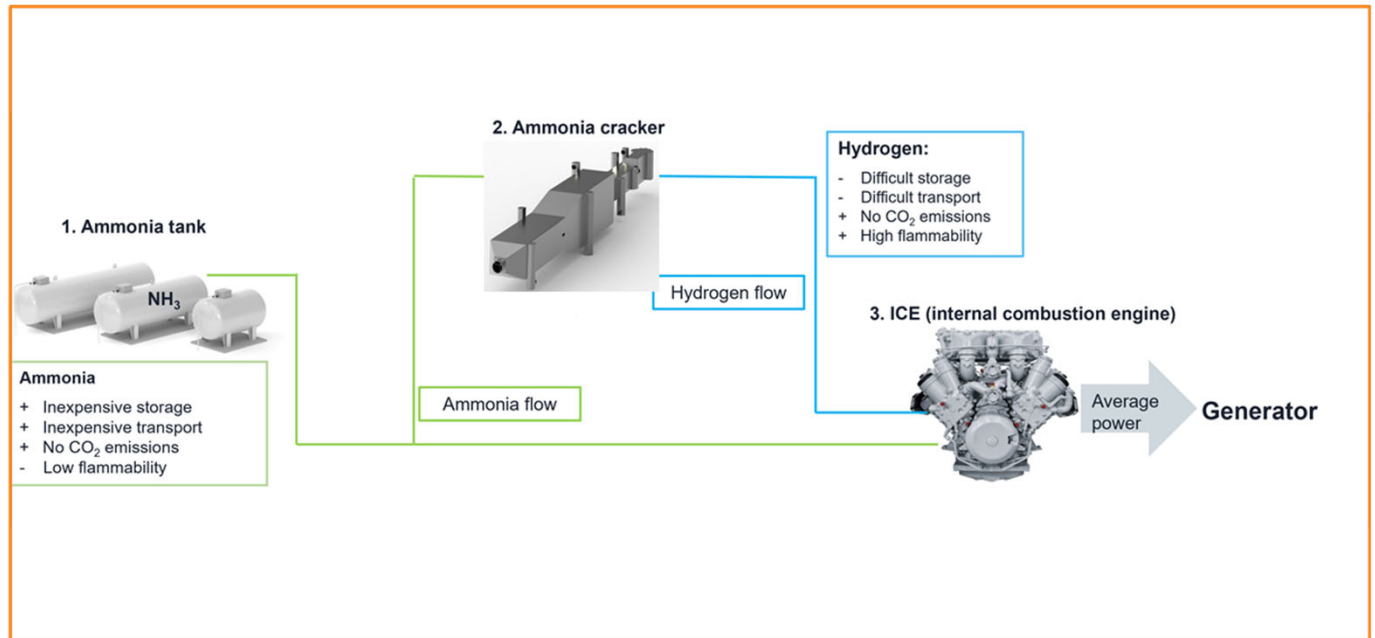 2. Ammonia cracker
Hydrogen:
- Difficult storage
- Difficult transport
+ No CO₂ emissions
+ High flammability
1. Ammonia tank
NH₃
Hydrogen flow
3. ICE (internal combustion engine)
Ammonia
+ Inexpensive storage
+ Inexpensive transport
+ No CO₂ emissions
- Low flammability
Ammonia flow
Average
power
Generator